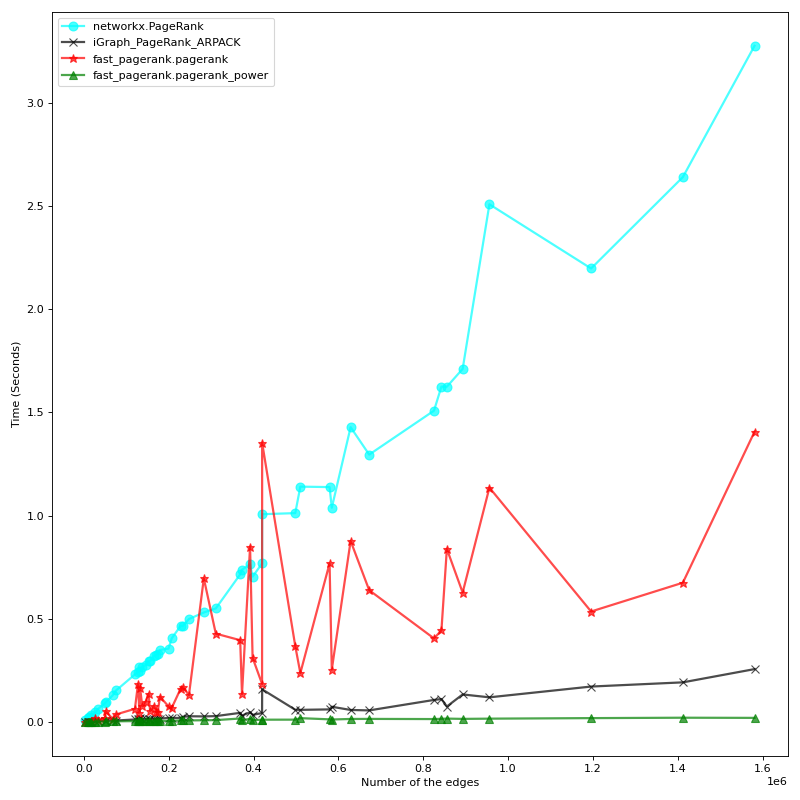 networkx.PageRank
iGraph_PageRank_ARPACK
fast_pagerank.pagerank
fast_pagerank.pagerank_power
3.0
2.5
2.0
1.5
1.0
0.5
0.0
Time (Seconds)
0.0 0.2 0.4 0.6 0.8 1.0 1.2 1.4 1.6
1e6
Number of the edges